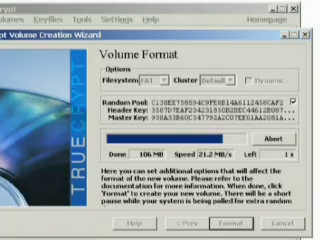 rypt
olumes Keyfiles Tools Settings Help Homepage
pt Volume Creation Wizard
Volume Format
Options
Filesystem FAT Cluster Default Dynamic
Random Pool:
Header Key:
Master Key:
Abort
Done 106 MB Speed 21.2 MB/s Left 1 s
Here you can set additional options that will affect the
format of the new volume. Please refer to the
documentation for more information. When done, click
'Format' to create your new volume. There will be a short
pause while your system is being polled for extra random
TRUECRYPT
Help < Prev Format Cancel